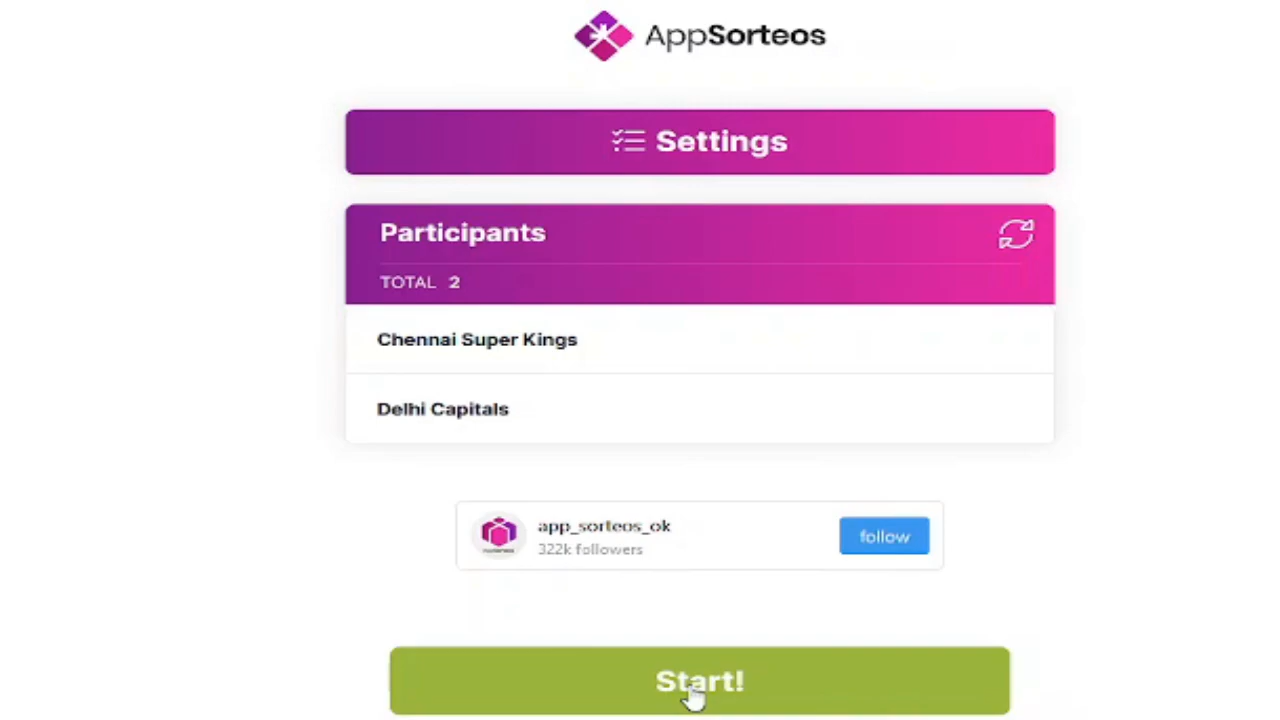 AppSorteos
Settings
Participants
TOTAL 2
Chennai Super Kings
Delhi Capitals
app_sorteos_ok
322k followers
follow
Start!